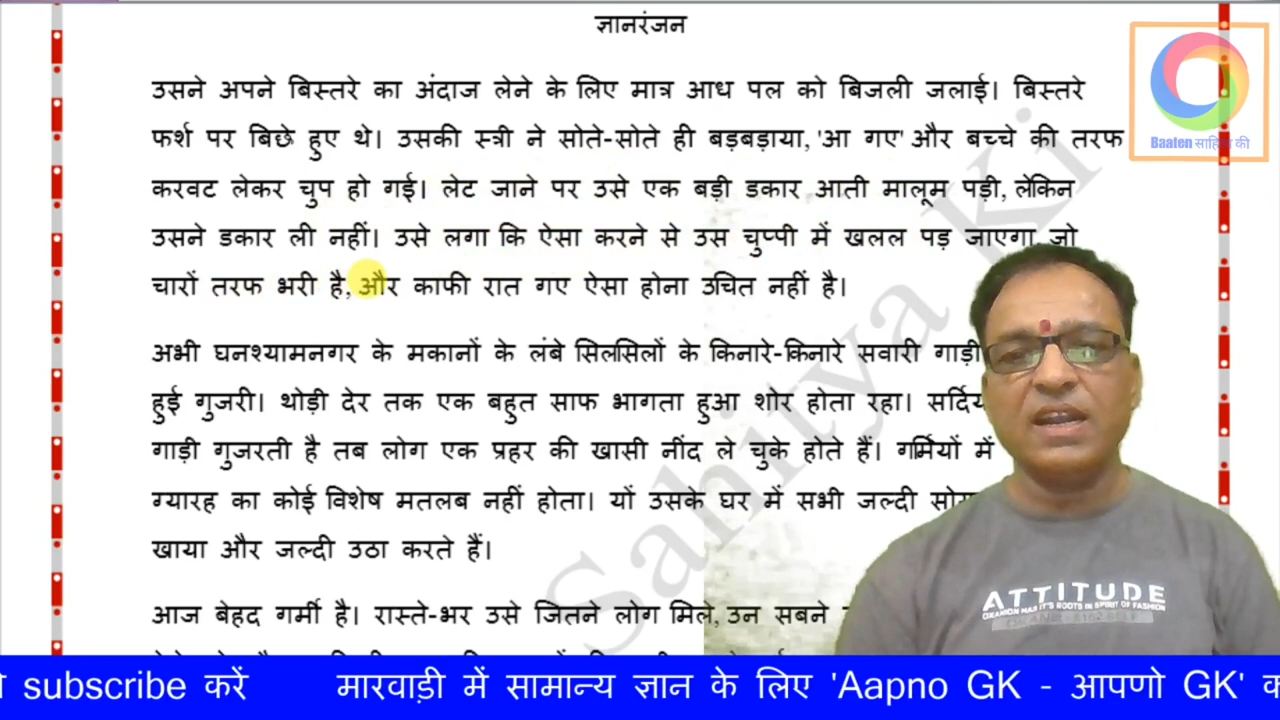 ज्ञानरंजन
उसने अपने बिस्तरे का अंदाज लेने के लिए मात्र आध पल को बिजली जलाई। बिस्तरे
फर्श पर बिछे हुए थे। उसकी स्त्री ने सोते-सोते ही बड़बड़ाया, 'आ गए' और बच्चे की तरफ
करवट लेकर चुप हो गई। लेट जाने पर उसे एक बड़ी डकार आती मालूम पड़ी, लेकिन
उसने डकार ली नहीं। उसे लगा कि ऐसा करने से उस चुप्पी में खलल पड़ जाएगा जो
चारों तरफ भरी है, और काफी रात गए ऐसा होना उचित नहीं है।
अभी घनश्यामनगर के मकानों के लंबे सिलसिलों के किनारे-किनारे सवारी गाड़ी
हुई गुजरी। थोड़ी देर तक एक बहुत साफ भागता हुआ शोर होता रहा।
गाड़ी गुजरती है तब लोग एक प्रहर की खासी नींद ले चुके होते हैं। गर्मियों में
ग्यारह का कोई विशेष मतलब नहीं होता। यों उसके घर में सभी जल्दी
खाया और जल्दी उठा करते हैं।
आज बेहद गर्मी है। रास्ते-भर उसे जितने लोग मिले, उन सबने
Baaten साहित्य की
Sahitya Ki
ATTITUDE
subscribe करें मारवाड़ी में सामान्य ज्ञान के लिए 'Aapno GK - आपणो GK'